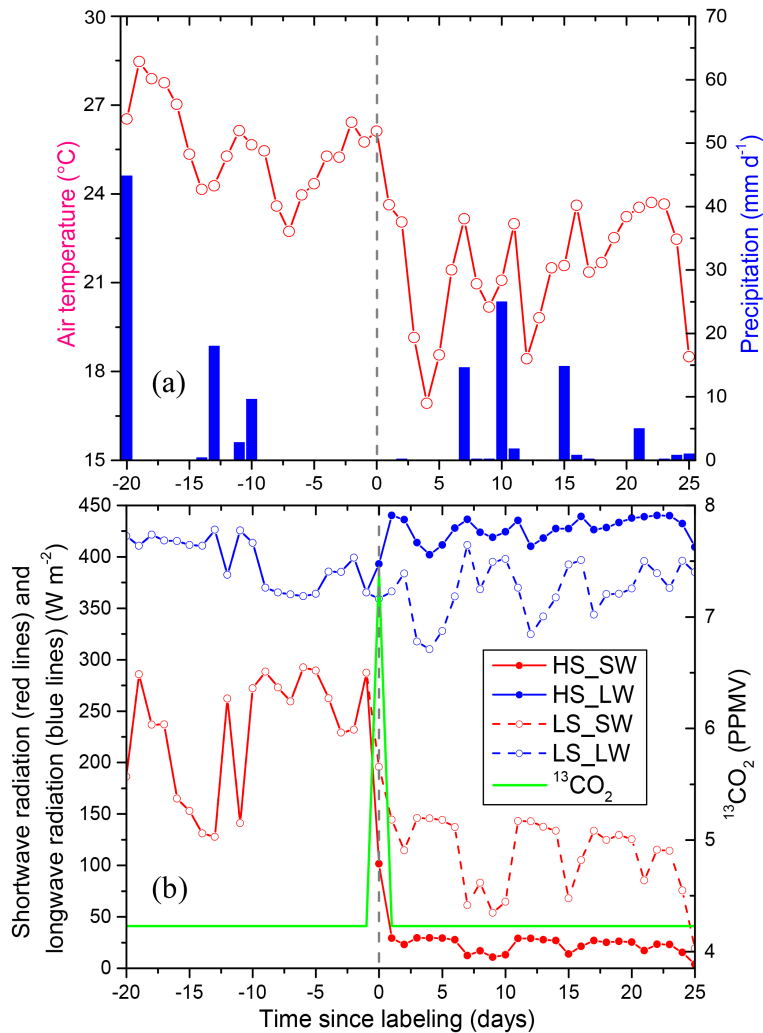 30
27
24
21
18
15
Air temperature (°C)
70
60
50
40
30
20
10
0
Precipitation (mm d⁻¹)
(a)
-20 -15 -10 -5 0 5 10 15 20 25
450
400
350
300
250
200
150
100
50
0
Shortwave radiation (red lines) and
longwave radiation (blue lines) (W m⁻²)
8
7
6
5
4
¹³CO₂ (PPMV)
HS_SW
HS_LW
LS_SW
LS_LW
¹³CO₂
(b)
-20 -15 -10 -5 0 5 10 15 20 25
Time since labeling (days)